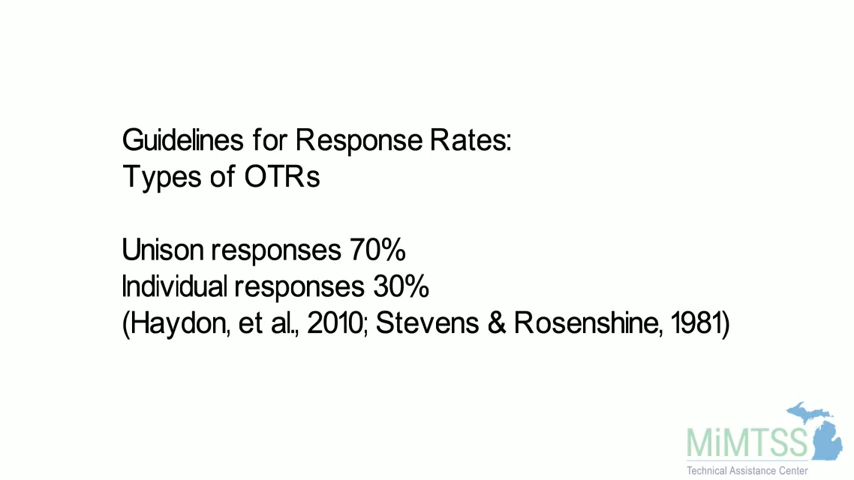 Guidelines for Response Rates:
Types of OTRs
Unison responses 70%
Individual responses 30%
(Haydon, et al., 2010; Stevens & Rosenshine, 1981)
MiMTSS
Technical Assistance Center